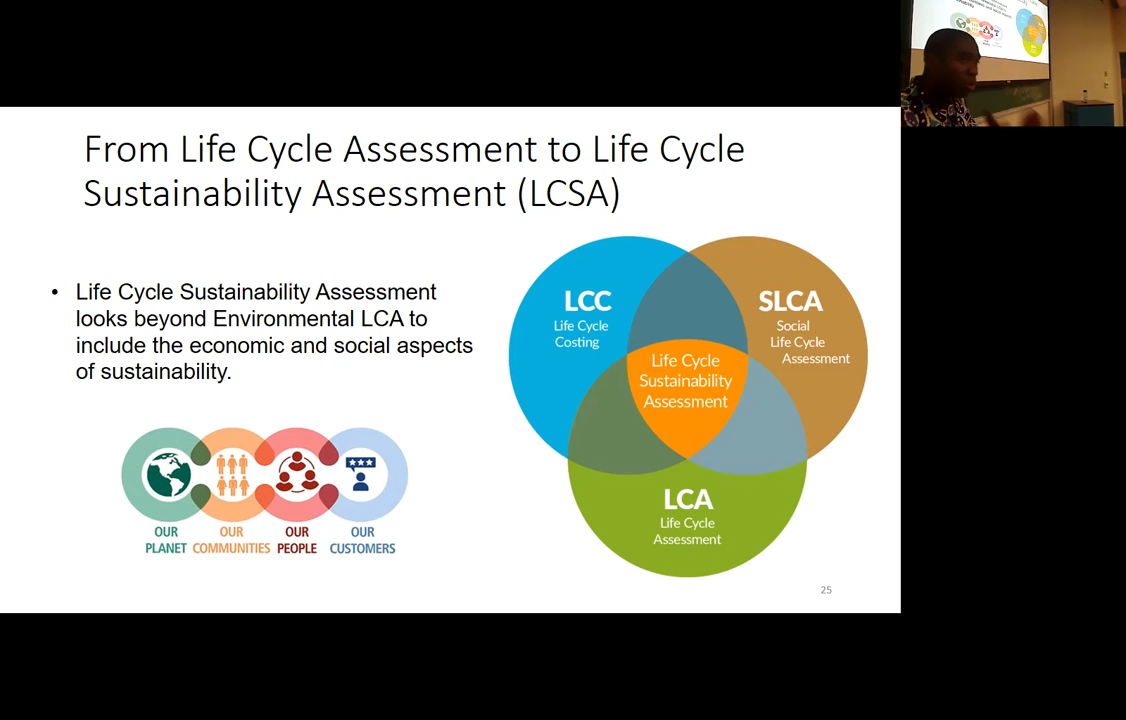 From Life Cycle Assessment to Life Cycle
Sustainability Assessment (LCSA)
• Life Cycle Sustainability Assessment
looks beyond Environmental LCA to
include the economic and social aspects
of sustainability.
OUR
PLANET
OUR
COMMUNITIES
OUR
PEOPLE
OUR
CUSTOMERS
LCC
Life Cycle
Costing
SLCA
Social
Life Cycle
Assessment
Life Cycle
Sustainability
Assessment
LCA
Life Cycle
Assessment
25